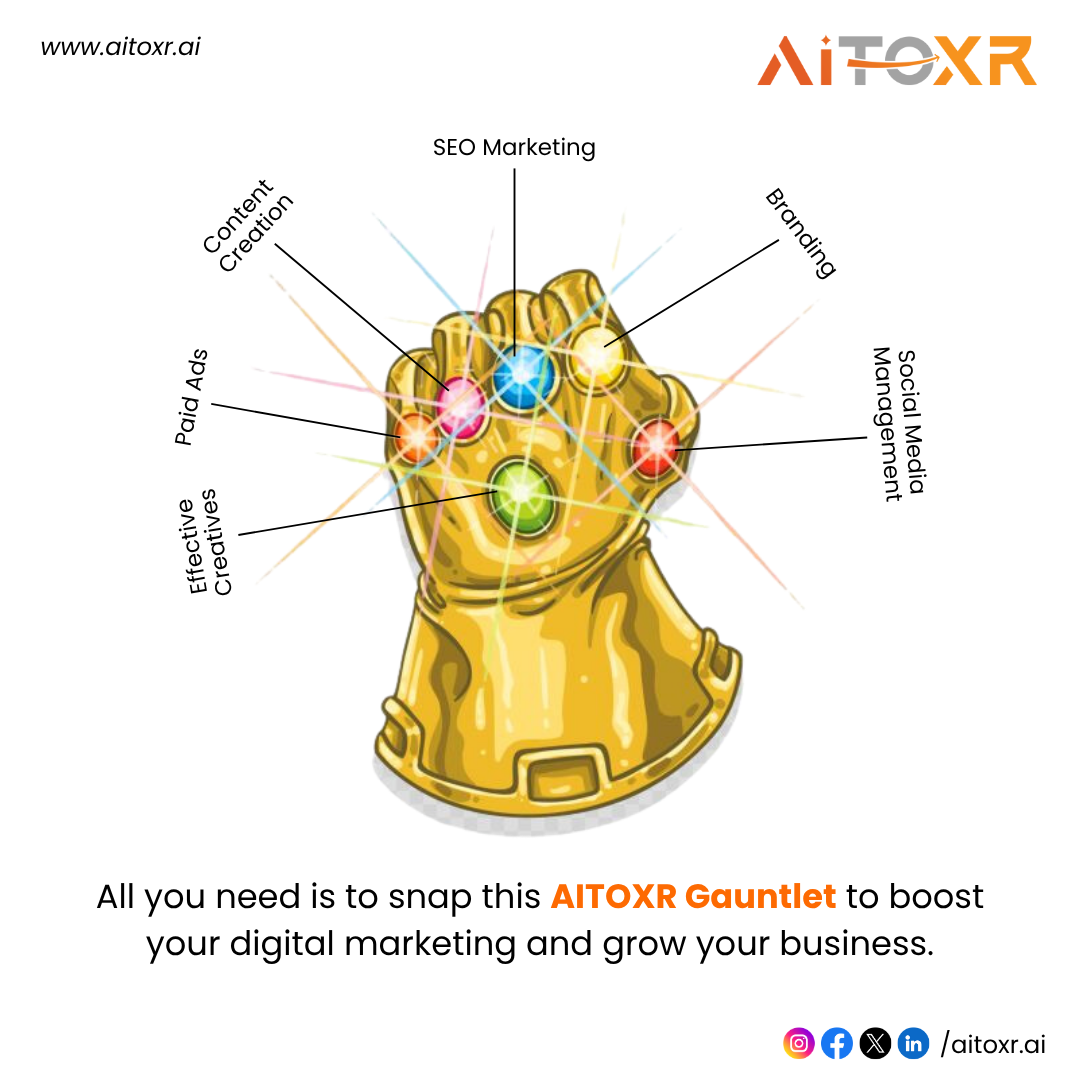 www.aitoxr.ai
AiTOXR
SEO Marketing
Content
Creation
Branding
Paid Ads
Social Media
Management
Effective
Creatives
All you need is to snap this AITOXR Gauntlet to boost
your digital marketing and grow your business.
/aitoxr.ai